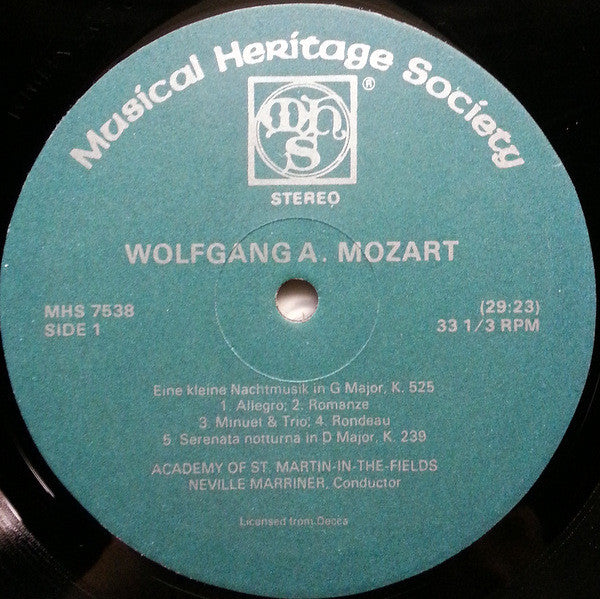 Musical Heritage Society
mhs
®
STEREO
WOLFGANG A. MOZART
MHS 7538
(29:23)
SIDE 1
33 1/3 RPM
Eine kleine Nachtmusik in G Major, K. 525
1. Allegro; 2. Romanze
3. Minuet & Trio; 4. Rondeau
5. Serenata notturna in D Major, K. 239
ACADEMY OF ST. MARTIN-IN-THE-FIELDS
NEVILLE MARRINER, Conductor
Licensed from Decca